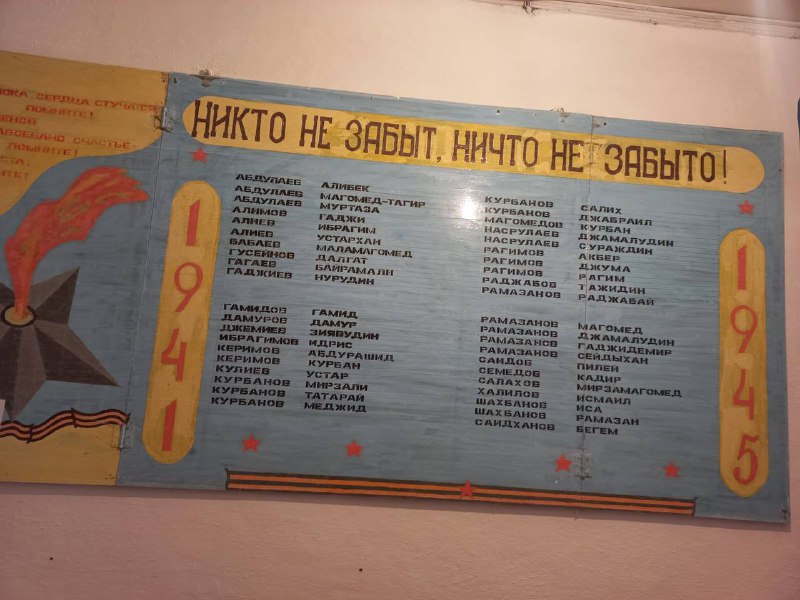 СЕРДЦА
ПОМНИТЕ!
СЧАСТЬЕ-
ПОМНИТЕ!
НИКТО НЕ ЗАБЫТ, НИЧТО НЕ ЗАБЫТО!
1941
АБДУЛАЕВ АЛИБЕК
АБДУЛАЕВ МАГОМЕД-ТАГИР
АБДУЛАЕВ МУРТАЗА
АЛИМОВ ГАДЖИ
АЛИЕВ ИБРАГИМ
АЛИЕВ УСТАРХАН
БАБАЕВ МАЛАМАГОМЕД
ГУСЕЙНОВ ДАЛГАТ
ГАГАЕВ БАЙРАМАЛИ
ГАДЖИЕВ НУРУДИН
ГАМИДОВ ГАМИД
ДАМУРОВ ДАМУР
ДЖЕМИЕВ ЗИЯВУДИН
ИБРАГИМОВ ИДРИС
КЕРИМОВ АБДУРАШИД
КЕРИМОВ КУРБАН
КУЛИЕВ УСТАР
КУРБАНОВ МИРЗАЛИ
КУРБАНОВ ТАТАРАЙ
КУРБАНОВ МЕДЖИД
КУРБАНОВ САЛИХ
КУРБАНОВ ДЖАБРАИЛ
МАГОМЕДОВ КУРБАН
НАСРУЛАЕВ ДЖАМАЛУДИН
НАСРУЛАЕВ СУРАЖДИН
РАГИМОВ АКБЕР
РАГИМОВ ДЖУМА
РАГИМОВ РАГИМ
РАДЖАБОВ ТАЖИДИН
РАМАЗАНОВ РАДЖАБАЙ
РАМАЗАНОВ МАГОМЕД
РАМАЗАНОВ ДЖАМАЛУДИН
РАМАЗАНОВ ГАДЖИДЕМИР
РАМАЗАНОВ СЕЙДЫХАН
САИДОВ ПИЛЕЙ
СЕМЕДОВ КАДИР
САЛАХОВ МИРЗАМАГОМЕД
ХАЛИЛОВ ИСМАИЛ
ШАХБАНОВ ИСА
ШАХБАНОВ РАМАЗАН
САИДХАНОВ БЕГЕМ
1945